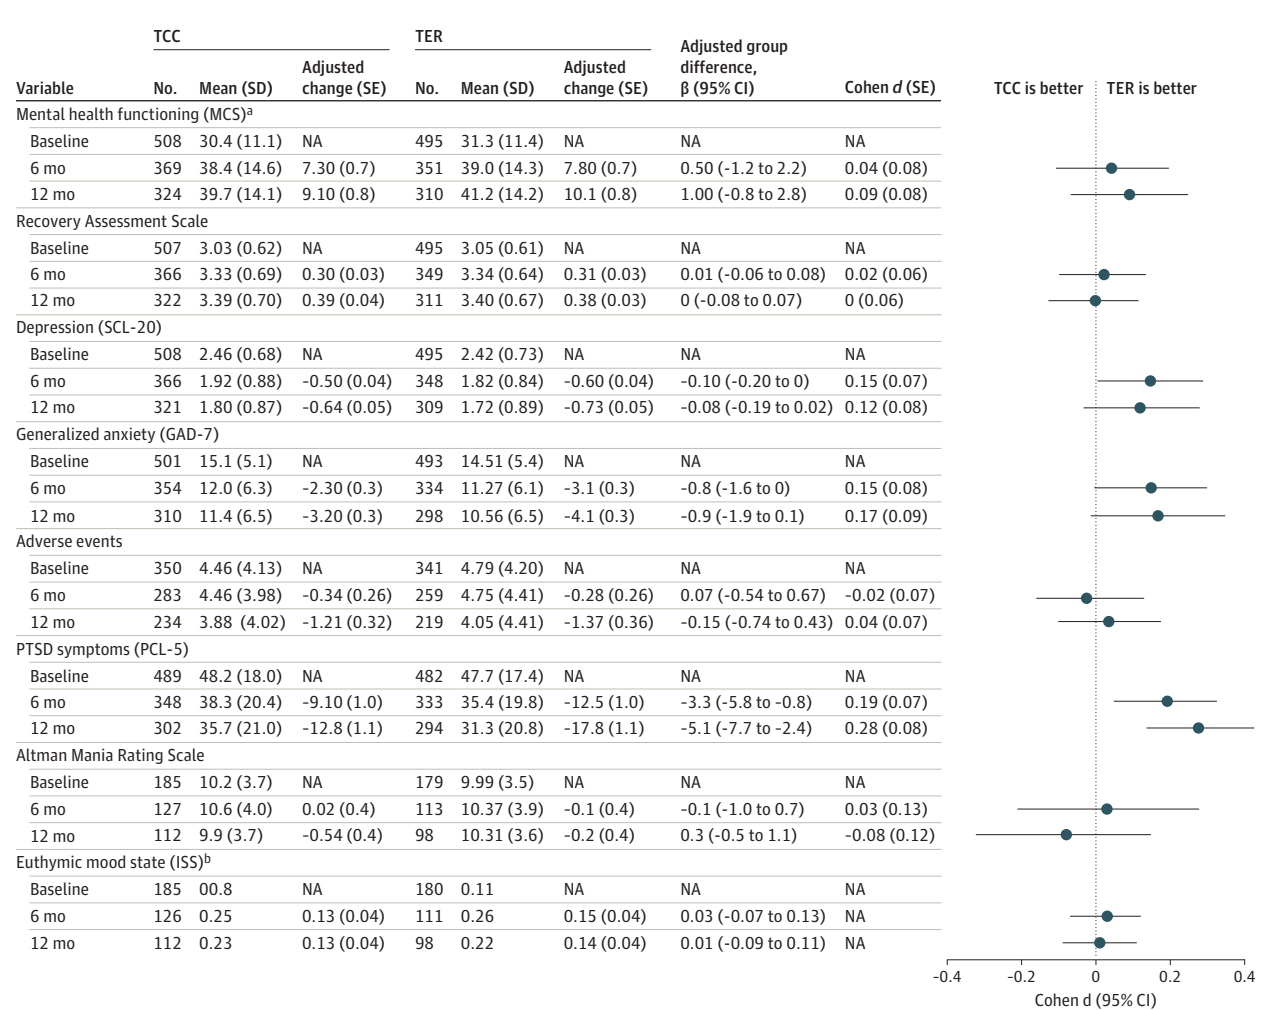 TCC TER
Variable No. Mean (SD) Adjusted change (SE) No. Mean (SD) Adjusted change (SE) Adjusted group difference, β (95% CI) Cohen d (SE) TCC is better TER is better
Mental health functioning (MCS)a
Baseline 508 30.4 (11.1) NA 495 31.3 (11.4) NA NA NA
6 mo 369 38.4 (14.6) 7.30 (0.7) 351 39.0 (14.3) 7.80 (0.7) 0.50 (-1.2 to 2.2) 0.04 (0.08)
12 mo 324 39.7 (14.1) 9.10 (0.8) 310 41.2 (14.2) 10.1 (0.8) 1.00 (-0.8 to 2.8) 0.09 (0.08)
Recovery Assessment Scale
Baseline 507 3.03 (0.62) NA 495 3.05 (0.61) NA NA NA
6 mo 366 3.33 (0.69) 0.30 (0.03) 349 3.34 (0.64) 0.31 (0.03) 0.01 (-0.06 to 0.08) 0.02 (0.06)
12 mo 322 3.39 (0.70) 0.39 (0.04) 311 3.40 (0.67) 0.38 (0.03) 0 (-0.08 to 0.07) 0 (0.06)
Depression (SCL-20)
Baseline 508 2.46 (0.68) NA 495 2.42 (0.73) NA NA NA
6 mo 366 1.92 (0.88) -0.50 (0.04) 348 1.82 (0.84) -0.60 (0.04) -0.10 (-0.20 to 0) 0.15 (0.07)
12 mo 321 1.80 (0.87) -0.64 (0.05) 309 1.72 (0.89) -0.73 (0.05) -0.08 (-0.19 to 0.02) 0.12 (0.08)
Generalized anxiety (GAD-7)
Baseline 501 15.1 (5.1) NA 493 14.51 (5.4) NA NA NA
6 mo 354 12.0 (6.3) -2.30 (0.3) 334 11.27 (6.1) -3.1 (0.3) -0.8 (-1.6 to 0) 0.15 (0.08)
12 mo 310 11.4 (6.5) -3.20 (0.3) 298 10.56 (6.5) -4.1 (0.3) -0.9 (-1.9 to 0.1) 0.17 (0.09)
Adverse events
Baseline 350 4.46 (4.13) NA 341 4.79 (4.20) NA NA NA
6 mo 283 4.46 (3.98) -0.34 (0.26) 259 4.75 (4.41) -0.28 (0.26) 0.07 (-0.54 to 0.67) -0.02 (0.07)
12 mo 234 3.88 (4.02) -1.21 (0.32) 219 4.05 (4.41) -1.37 (0.36) -0.15 (-0.74 to 0.43) 0.04 (0.07)
PTSD symptoms (PCL-5)
Baseline 489 48.2 (18.0) NA 482 47.7 (17.4) NA NA NA
6 mo 348 38.3 (20.4) -9.10 (1.0) 333 35.4 (19.8) -12.5 (1.0) -3.3 (-5.8 to -0.8) 0.19 (0.07)
12 mo 302 35.7 (21.0) -12.8 (1.1) 294 31.3 (20.8) -17.8 (1.1) -5.1 (-7.7 to -2.4) 0.28 (0.08)
Altman Mania Rating Scale
Baseline 185 10.2 (3.7) NA 179 9.99 (3.5) NA NA NA
6 mo 127 10.6 (4.0) 0.02 (0.4) 113 10.37 (3.9) -0.1 (0.4) -0.1 (-1.0 to 0.7) 0.03 (0.13)
12 mo 112 9.9 (3.7) -0.54 (0.4) 98 10.31 (3.6) -0.2 (0.4) 0.3 (-0.5 to 1.1) -0.08 (0.12)
Euthymic mood state (ISS)b
Baseline 185 00.8 NA 180 0.11 NA NA NA
6 mo 126 0.25 0.13 (0.04) 111 0.26 0.15 (0.04) 0.03 (-0.07 to 0.13) NA
12 mo 112 0.23 0.13 (0.04) 98 0.22 0.14 (0.04) 0.01 (-0.09 to 0.11) NA
-0.4 -0.2 0 0.2 0.4
Cohen d (95% CI)